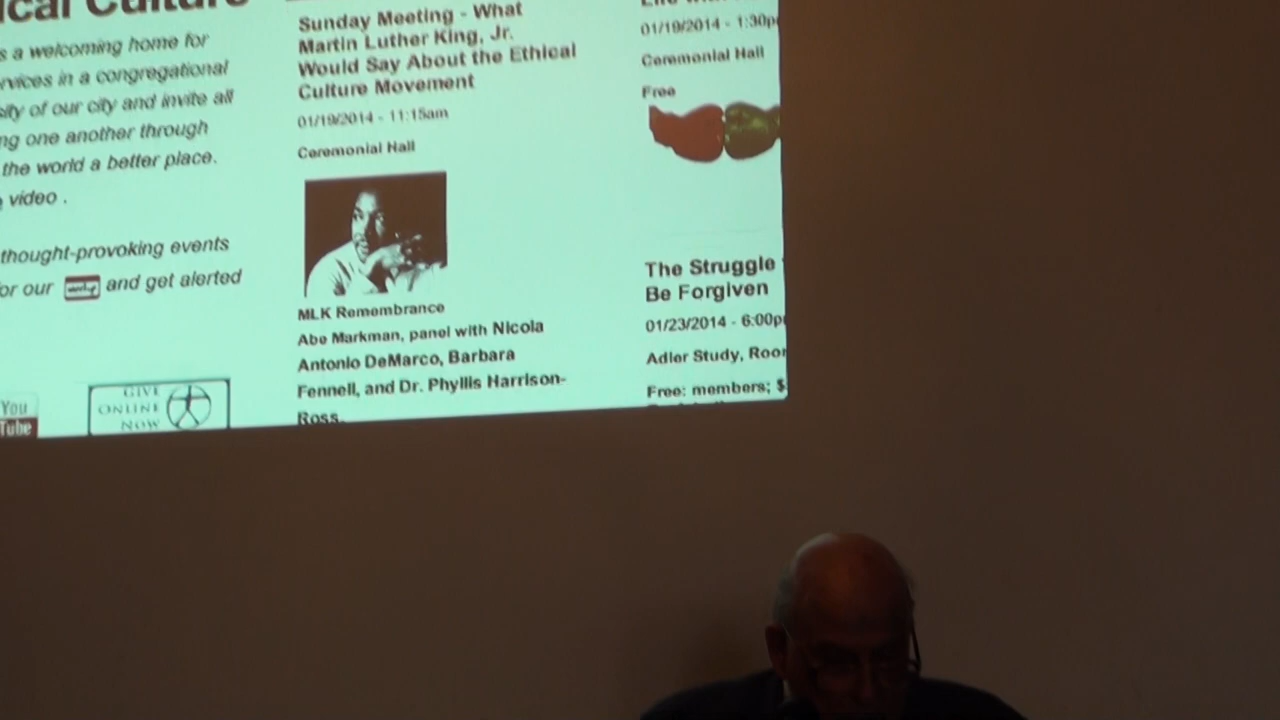 ical Culture
s a welcoming home for
rvices in a congregational
sity of our city and invite all
ng one another through
the world a better place.
video .
thought-provoking events
or our
and get alerted
You
Tube
GIVE
ONLINE
NOW
Sunday Meeting - What
Martin Luther King, Jr.
Would Say About the Ethical
Culture Movement
01/19/2014 - 11:15am
Ceremonial Hall
MLK Remembrance
Abe Markman, panel with Nicola
Antonio DeMarco, Barbara
Fennell, and Dr. Phyllis Harrison-
Ross.
01/19/2014 - 1:30p
Ceremonial Hall
Free
The Struggle
Be Forgiven
01/23/2014 - 6:00p
Adler Study, Roo
Free: members; $